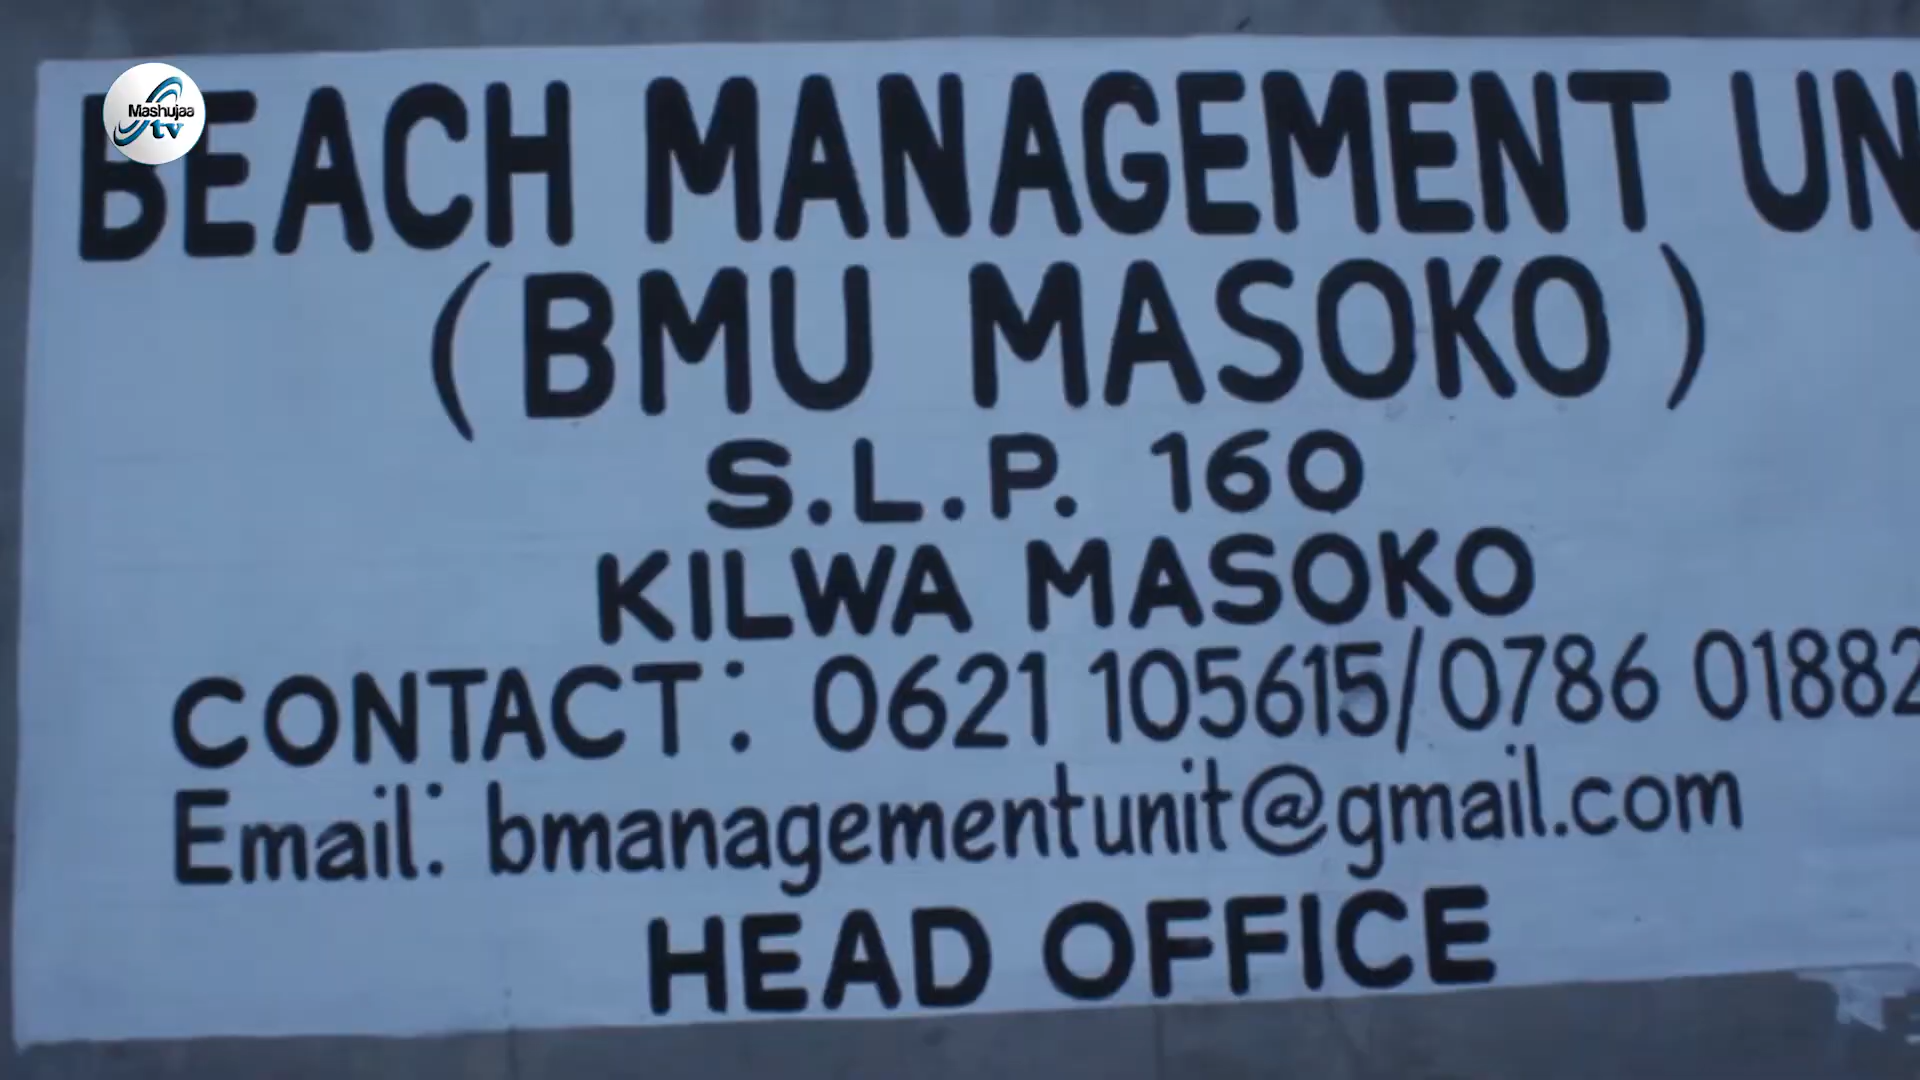 Mashujaa
tv
BEACH MANAGEMENT UN
(BMU MASOKO)
S.L.P. 160
KILWA MASOKO
CONTACT: 0621 105615/0786 01882
Email: bmanagementunit@gmail.com
HEAD OFFICE